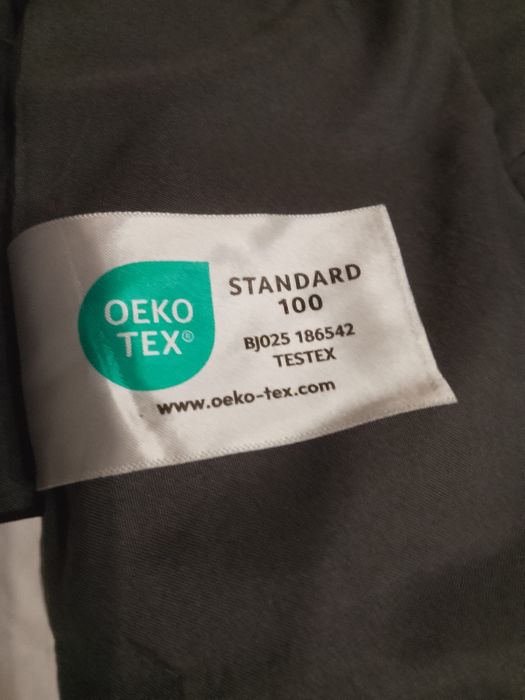 OEKO
TEX®
STANDARD
100
BJ025 186542
TESTEX
www.oeko-tex.com